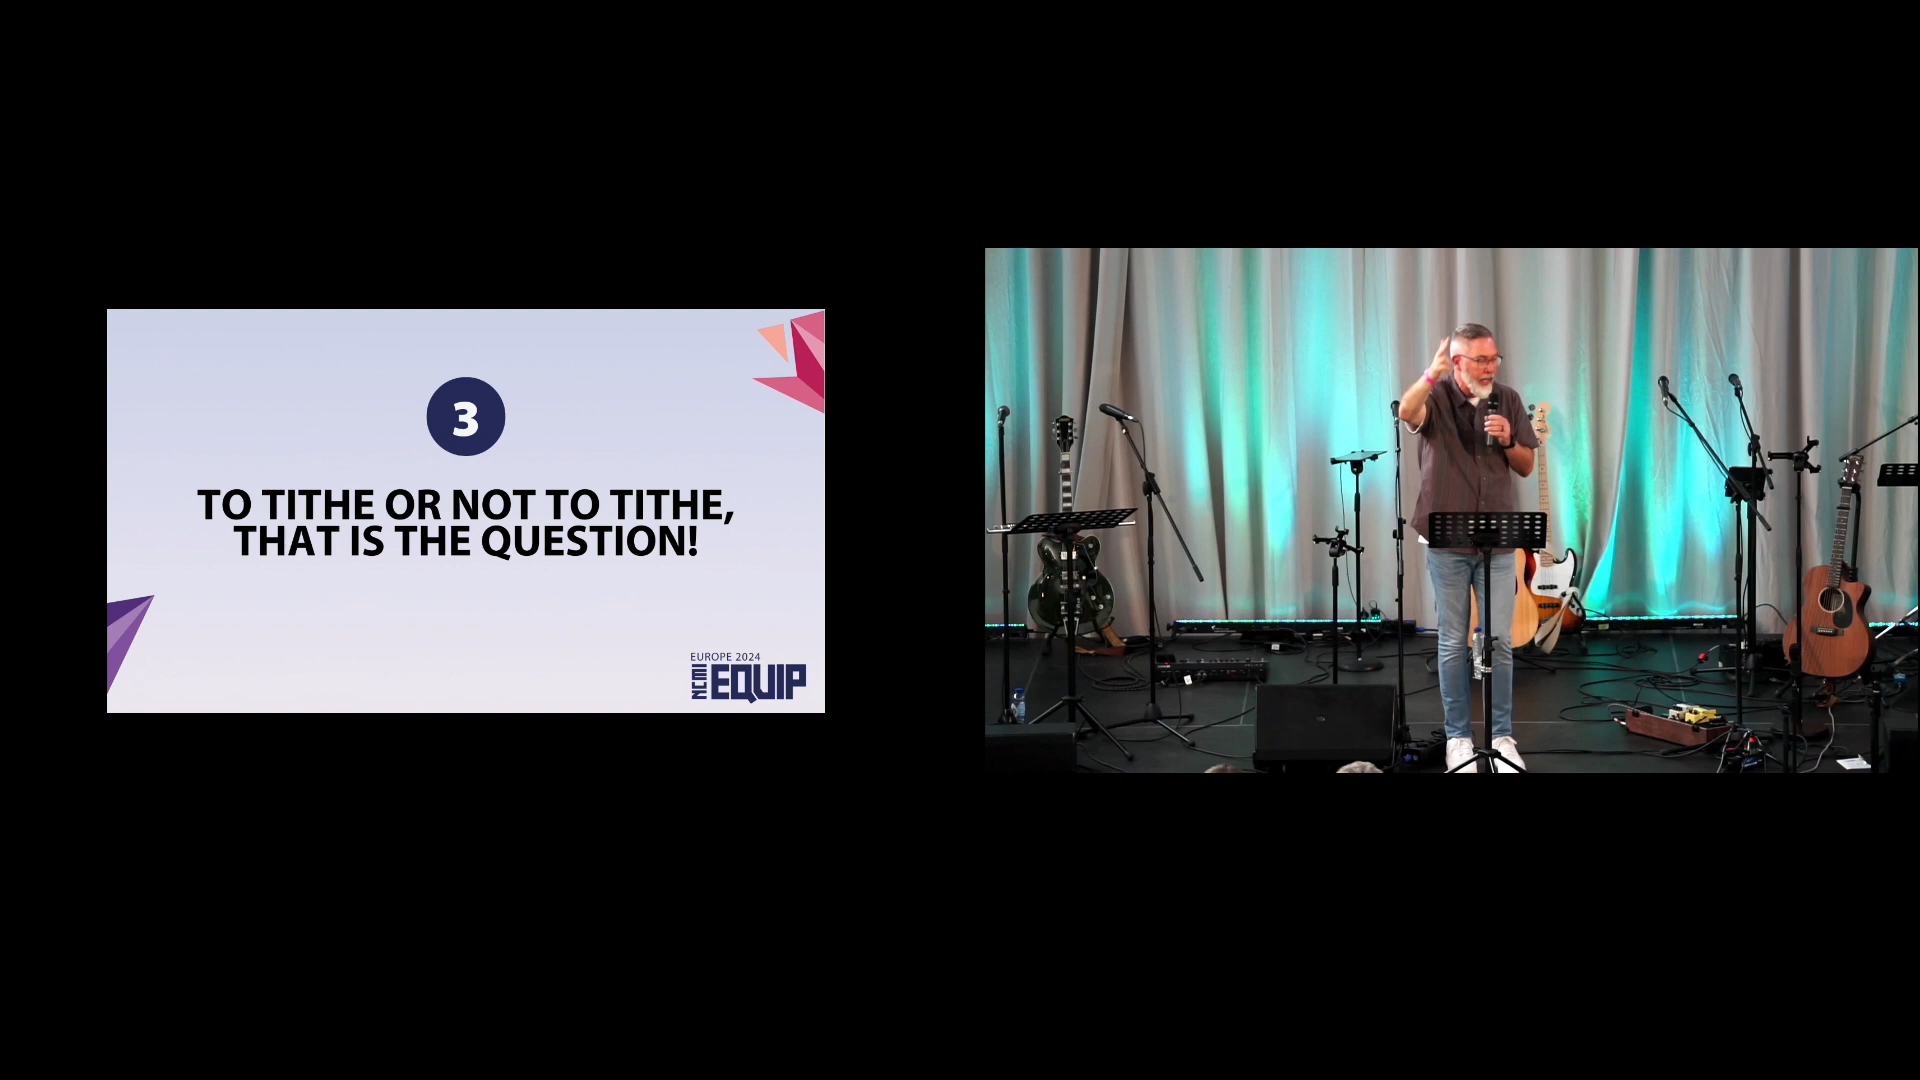 3
TO TITHE OR NOT TO TITHE,
THAT IS THE QUESTION!
EUROPE 2024
NCMI EQUIP